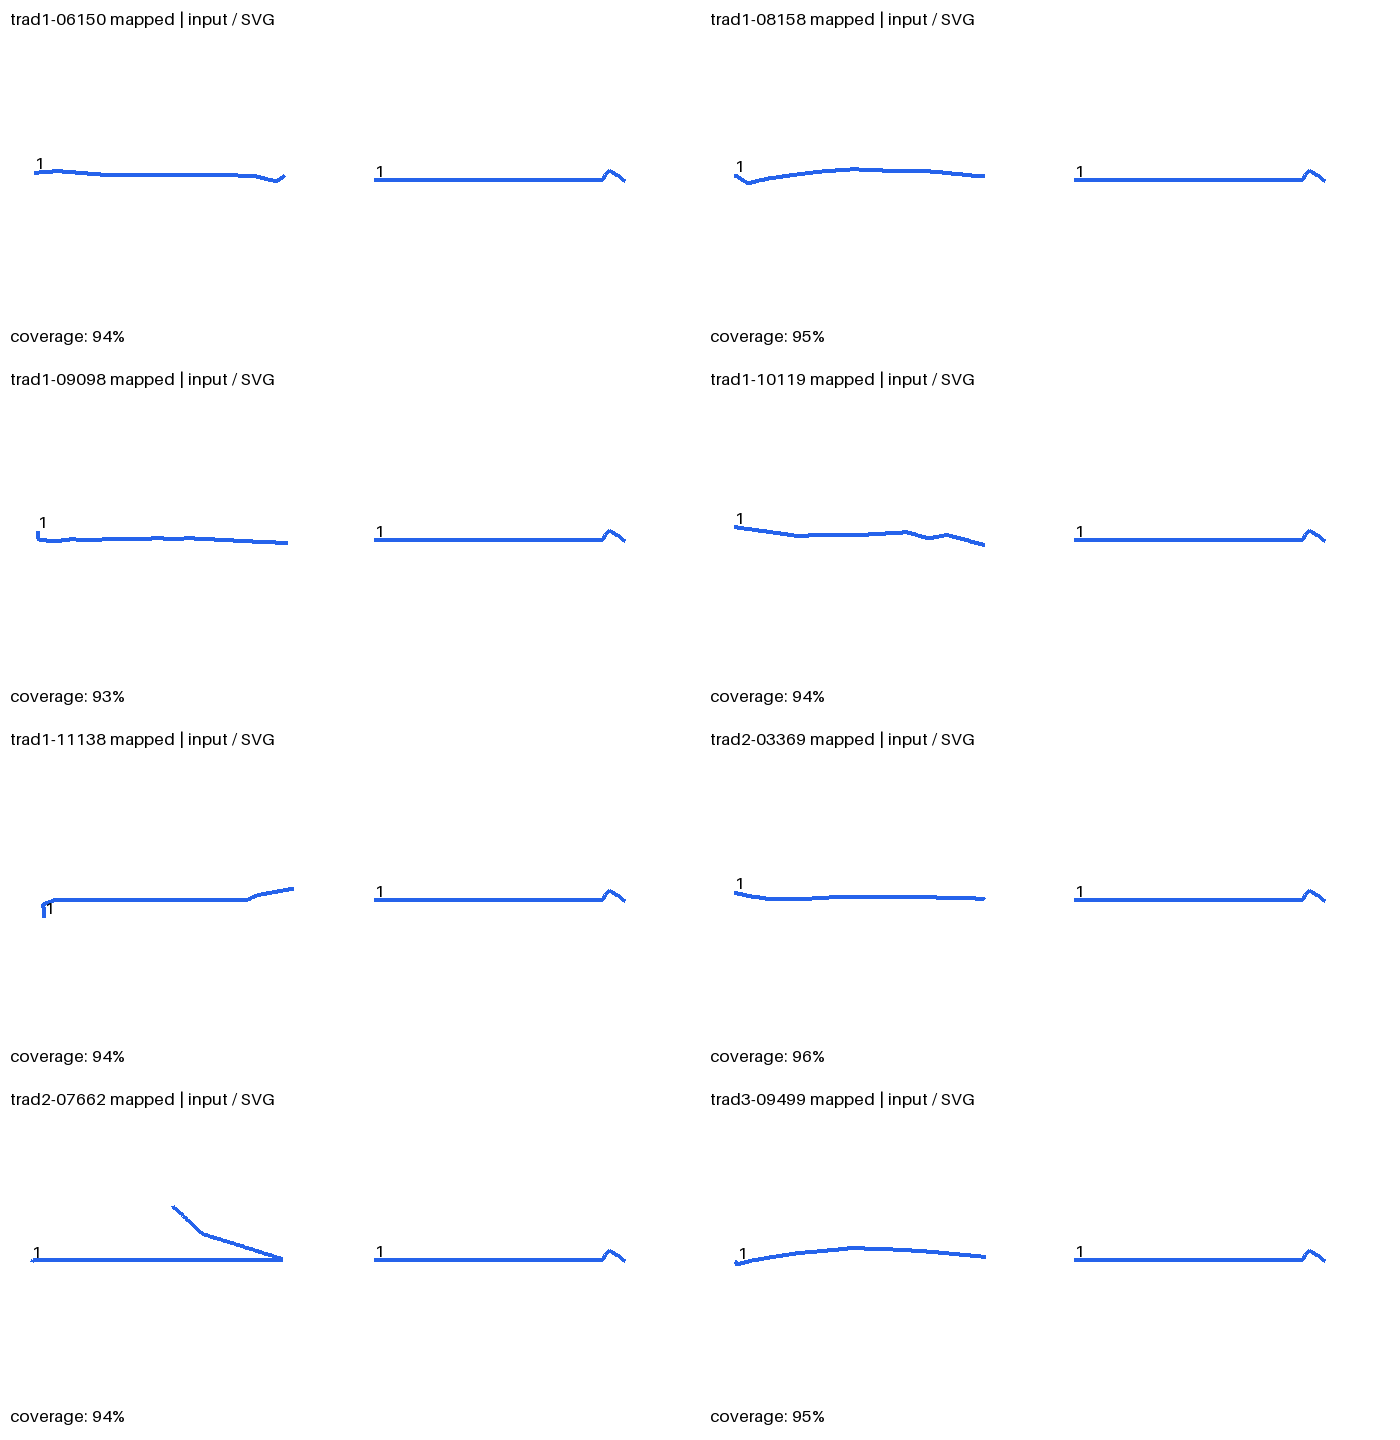 trad1-06150 mapped | input / SVG
trad1-08158 mapped | input / SVG
1
1
1
1
coverage: 94%
coverage: 95%
trad1-09098 mapped | input / SVG
trad1-10119 mapped | input / SVG
1
1
1
1
coverage: 93%
coverage: 94%
trad1-11138 mapped | input / SVG
trad2-03369 mapped | input / SVG
1
1
1
1
coverage: 94%
coverage: 96%
trad2-07662 mapped | input / SVG
trad3-09499 mapped | input / SVG
1
1
1
1
coverage: 94%
coverage: 95%